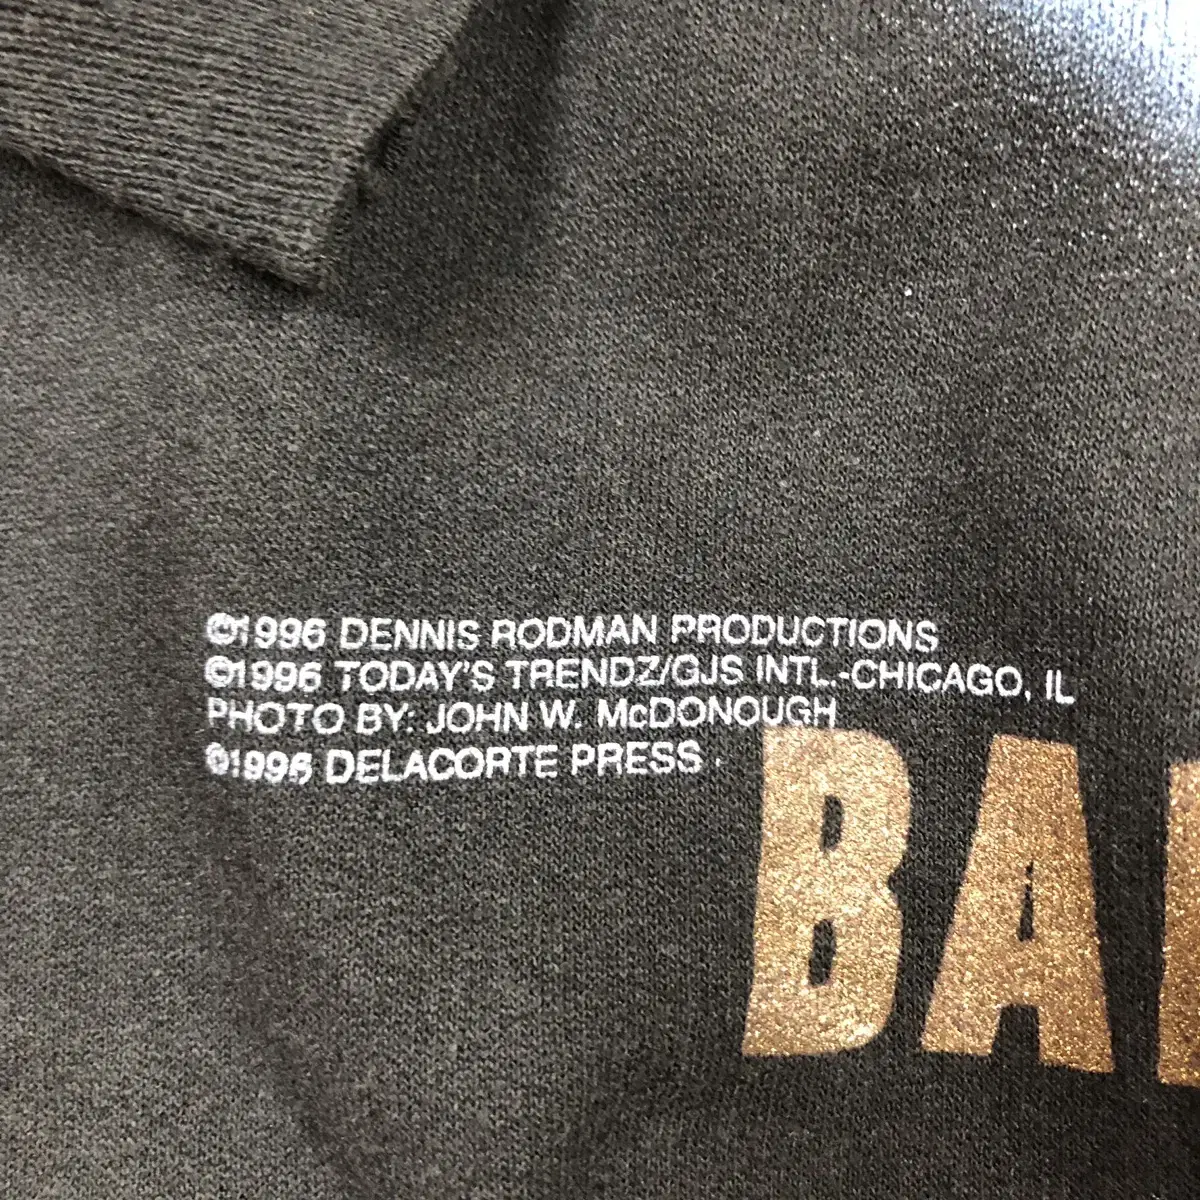 ©1996 DENNIS RODMAN PRODUCTIONS
©1996 TODAY'S TRENDZ/GJS INTL.-CHICAGO, IL
PHOTO BY: JOHN W. McDONOUGH
©1996 DELACORTE PRESS
BA